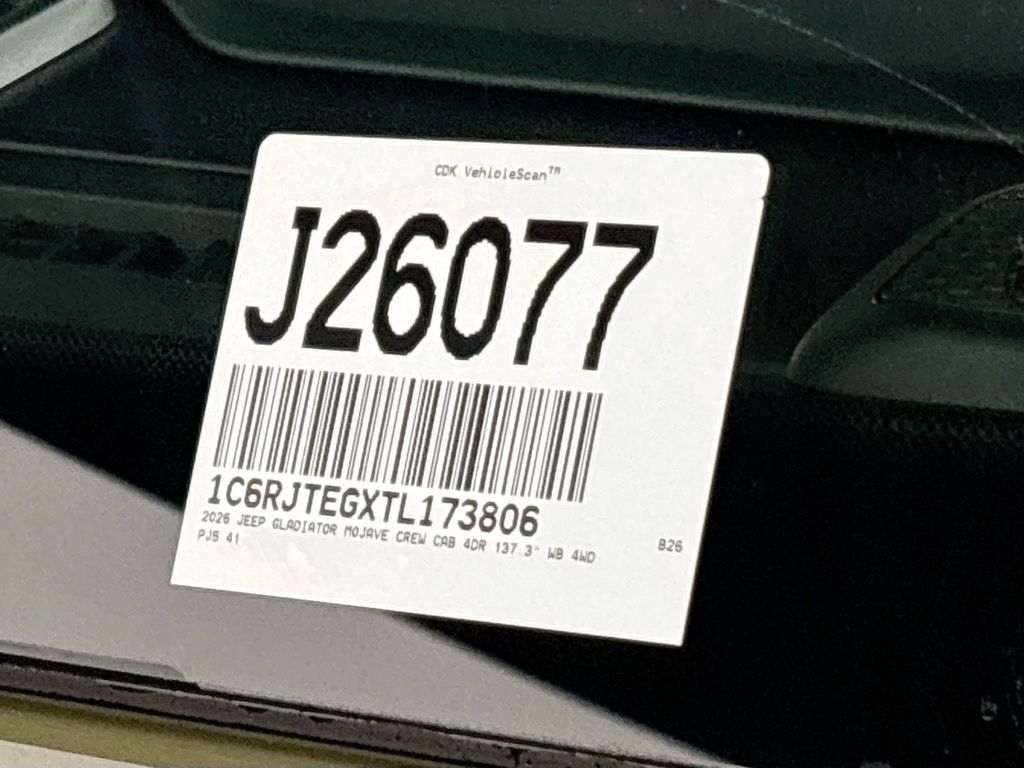 CDK VehicleScan™
J26077
1C6RJTEGXTL173806
2026 JEEP GLADIATOR MOJAVE CREW CAB 4DR 137.3" WB 4WD
PJ5 41
B26